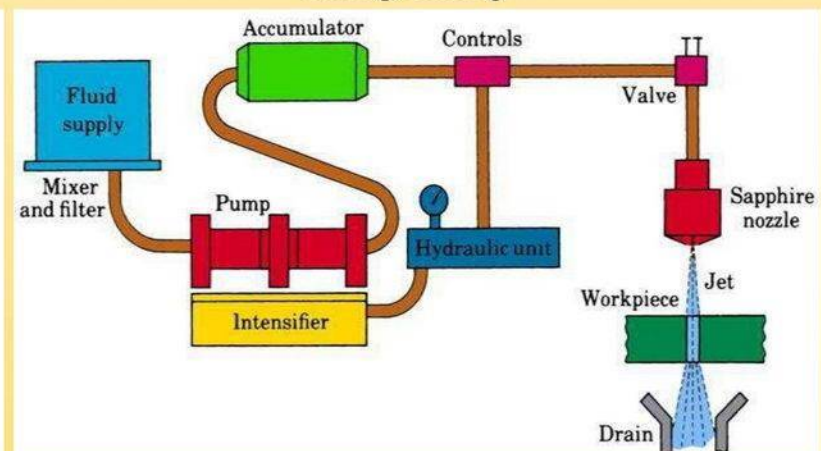 Accumulator
Controls
Fluid
supply
Valve
Mixer
and filter
Pump
Sapphire
nozzle
Hydraulic unit
Jet
Workpiece
Intensifier
Drain